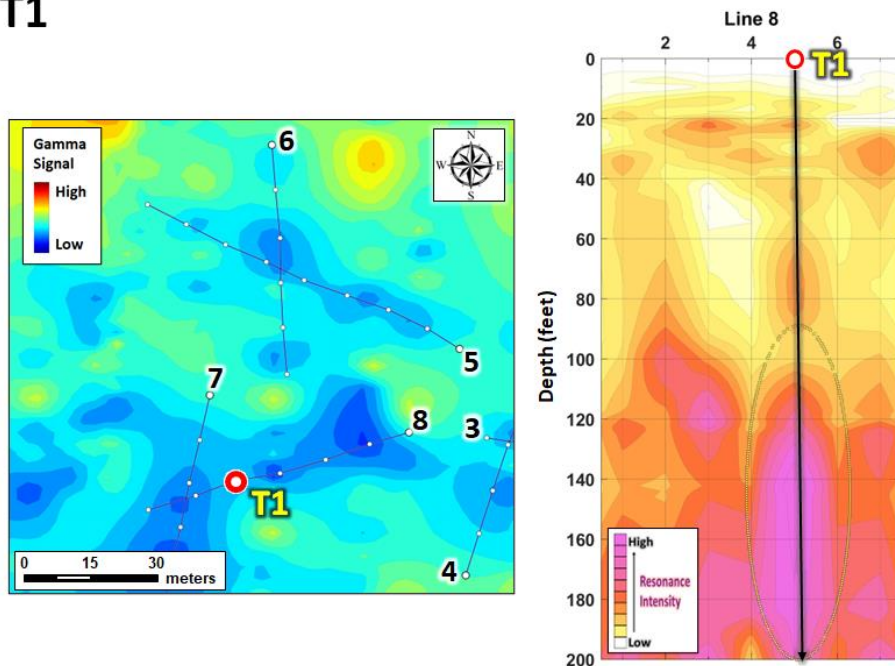 T1
Gamma
Signal
High
Low
N
W E
S
6
5
7
8
3
T1
4
0 15 30
meters
Line 8
2 4 6
T1
Depth (feet)
0
20
40
60
80
100
120
140
160
180
200
High
Resonance
Intensity
Low